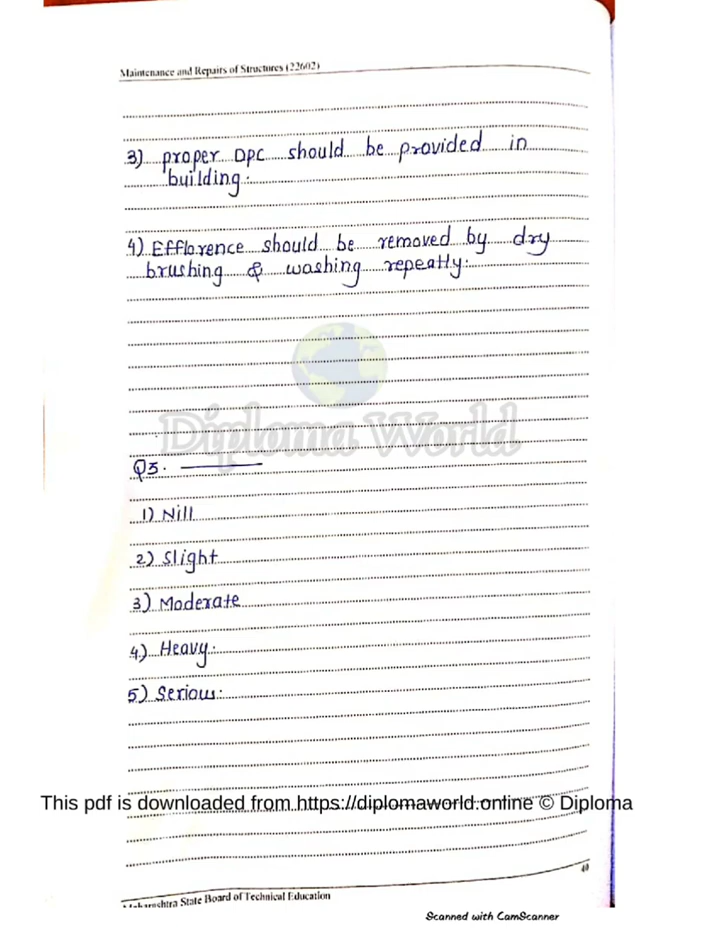 Maintenance and Repairs of Structures (22602)
3) proper DPC should be provided in
building.
4) Efflorence should be removed by dry
brushing & washing repeatly.
Diploma World
Q3.
1) Nill
2) Slight
3) Moderate
4) Heavy.
5) Serious.
This pdf is downloaded from https://diplomaworld.online © Diploma
40
Maharashtra State Board of Technical Education
Scanned with CamScanner